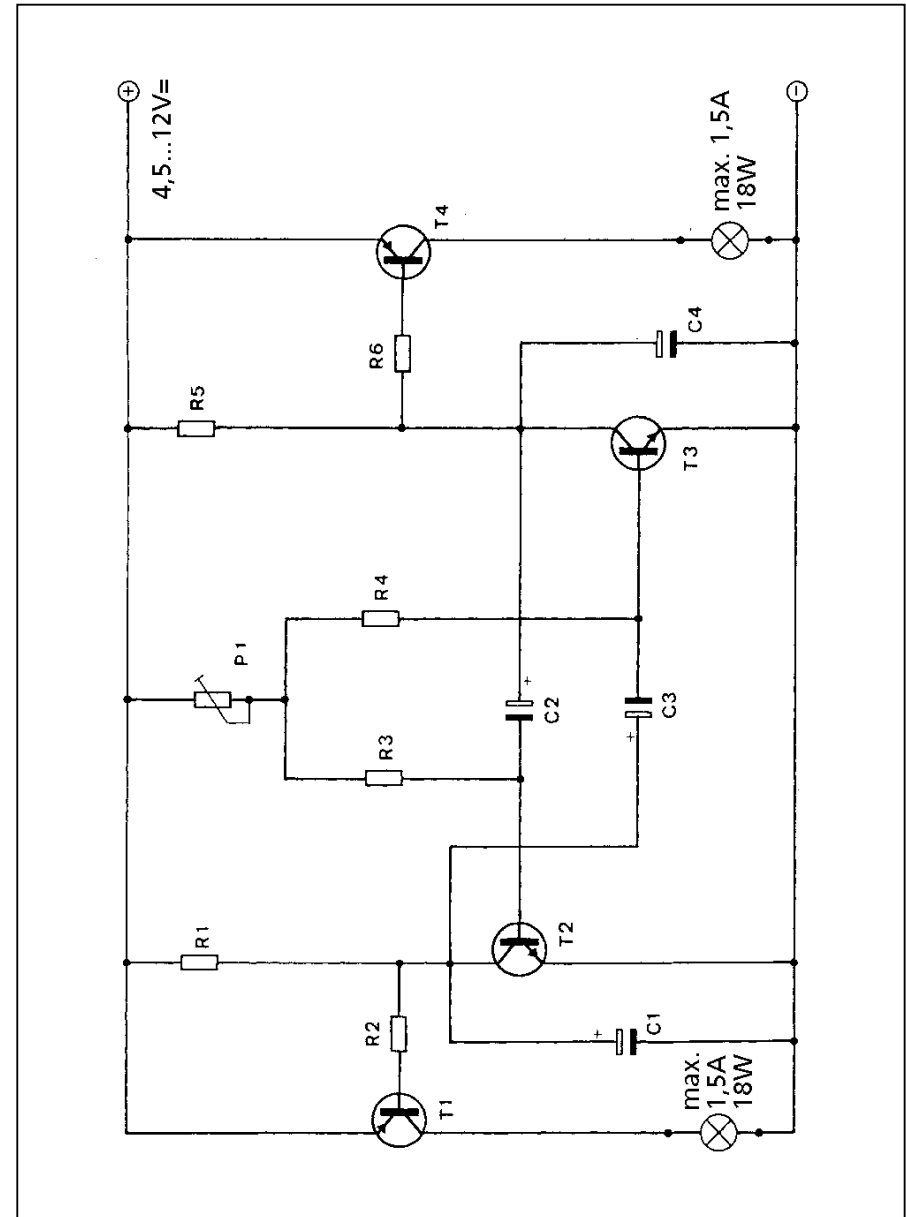 +
4,5...12V=
T4
max. 1,5A
18W
-
R6
C4
R5
T3
R4
P1
+
C2
C3
+
R3
R1
T2
R2
+
C1
T1
max.
1,5A
18W